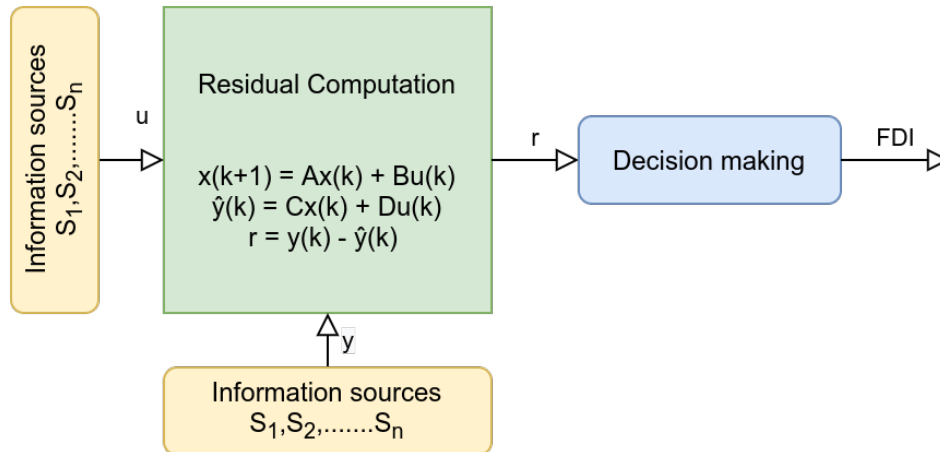 Information sources
S₁,S₂,.......Sₙ
u
Residual Computation
x(k+1) = Ax(k) + Bu(k)
ŷ(k) = Cx(k) + Du(k)
r = y(k) - ŷ(k)
r
Decision making
FDI
y
Information sources
S₁,S₂,.......Sₙ